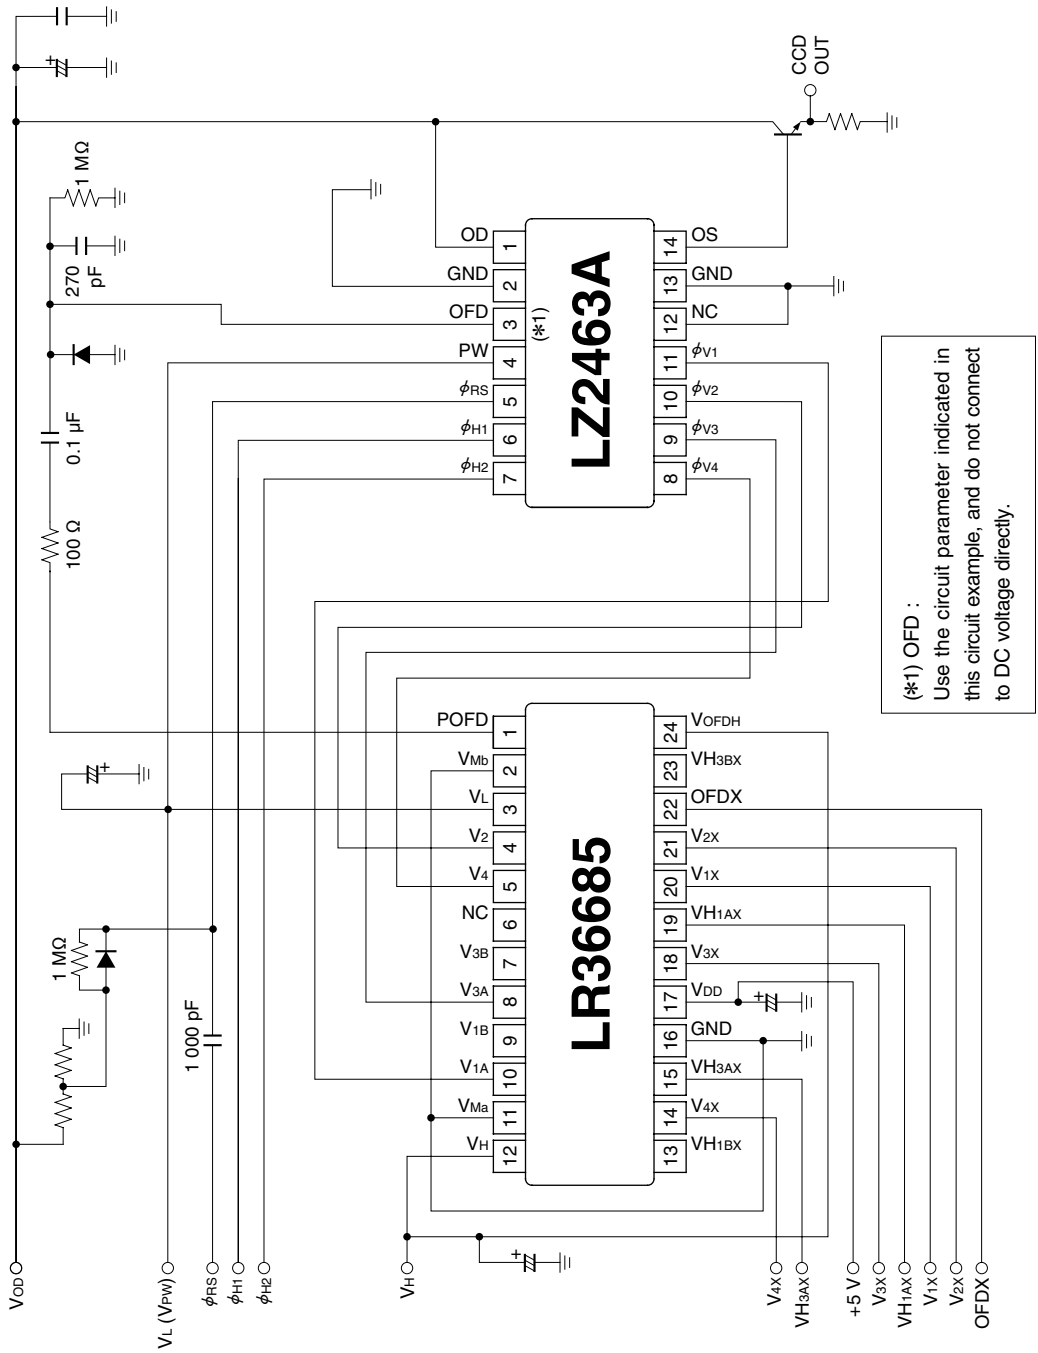 VOD
VL (VPW)
ϕRS
ϕH1
ϕH2
VH
V4X
VH3AX
+5 V
V3X
VH1AX
V1X
V2X
OFDX
1 MΩ
1 000 pF
+
100 Ω
0.1 µF
270
pF
1 MΩ
+
+
+
+
CCD
OUT
LR36685
POFD
1
VMb
2
VL
3
V2
4
V4
5
NC
6
V3B
7
V3A
8
V1B
9
V1A
10
VMa
11
VH
12
VOFDH
24
VH3BX
23
OFDX
22
V2X
21
V1X
20
VH1AX
19
V3X
18
VDD
17
GND
16
VH3AX
15
V4X
14
VH1BX
13
LZ2463A
(*1)
OD
1
GND
2
OFD
3
PW
4
ϕRS
5
ϕH1
6
ϕH2
7
OS
14
GND
13
NC
12
ϕV1
11
ϕV2
10
ϕV3
9
ϕV4
8
(*1) OFD :
Use the circuit parameter indicated in
this circuit example, and do not connect
to DC voltage directly.